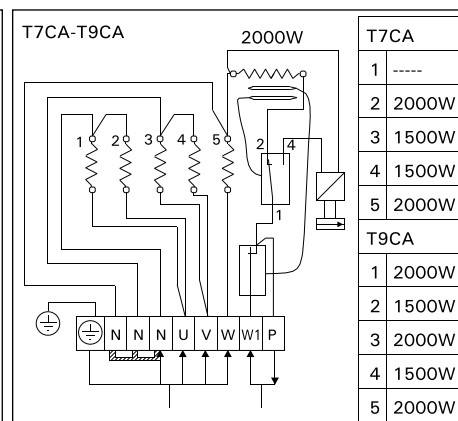 T7CA-T9CA
2000W
1 2 3 4 5
2 4
1
N N N U V W W1 P
T7CA
1 -----
2 2000W
3 1500W
4 1500W
5 2000W
T9CA
1 2000W
2 1500W
3 2000W
4 1500W
5 2000W